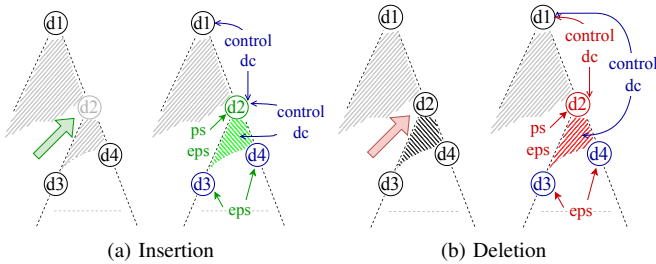 d1
d2
d3
d4
d1
control
dc
d2
ps
eps
control
dc
d3
d4
eps
(a) Insertion
d1
d2
d3
d4
d1
control
dc
control
dc
d2
ps
eps
d3
d4
eps
(b) Deletion